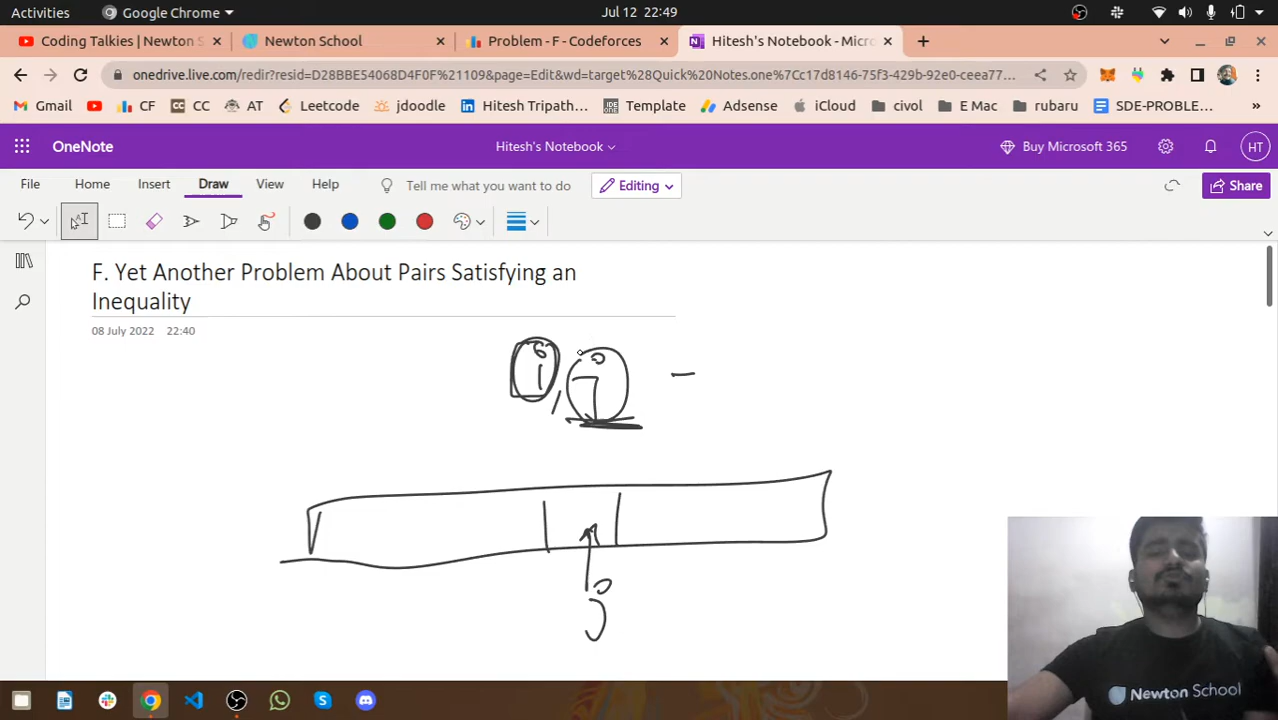 Activities Google Chrome Jul 12 22:49
Coding Talkies | Newton S Newton School Problem - F - Codeforces Hitesh's Notebook - Micro
onedrive.live.com/redir?resid=D28BBE54068D4F0F%21109&page=Edit&wd=target%28Quick%20Notes.one%7Cc17d8146-75f3-429b-92e0-ceea77...
Gmail CF CC AT Leetcode jdoodle Hitesh Tripath... Template Adsense iCloud civol E Mac rubaru SDE-PROBLE...
OneNote Hitesh's Notebook Buy Microsoft 365 HT
File Home Insert Draw View Help Tell me what you want to do Editing Share
F. Yet Another Problem About Pairs Satisfying an
Inequality
08 July 2022 22:40
i, j -
j
Newton School